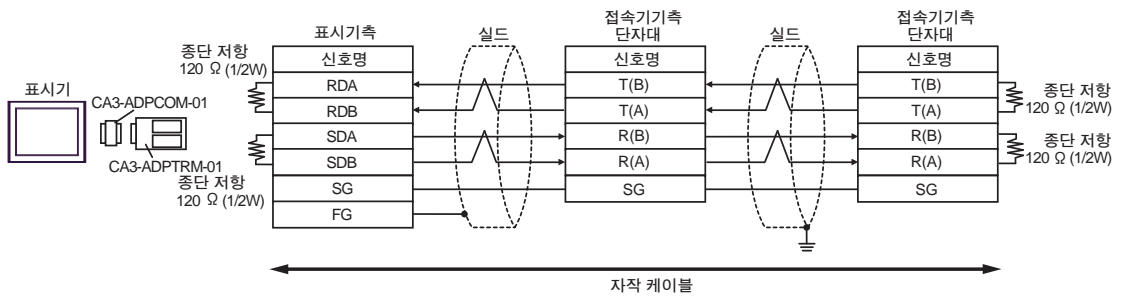 표시기
CA3-ADPCOM-01
CA3-ADPTRM-01
종단 저항
120 Ω (1/2W)
종단 저항
120 Ω (1/2W)
표시기측
신호명
RDA
RDB
SDA
SDB
SG
FG
실드
접속기기측
단자대
신호명
T(B)
T(A)
R(B)
R(A)
SG
실드
접속기기측
단자대
신호명
T(B)
T(A)
R(B)
R(A)
SG
종단 저항
120 Ω (1/2W)
종단 저항
120 Ω (1/2W)
자작 케이블